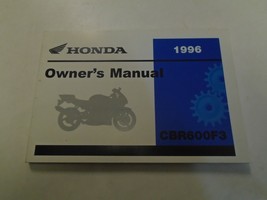 HONDA
1996
Owner's Manual
CBR600F3